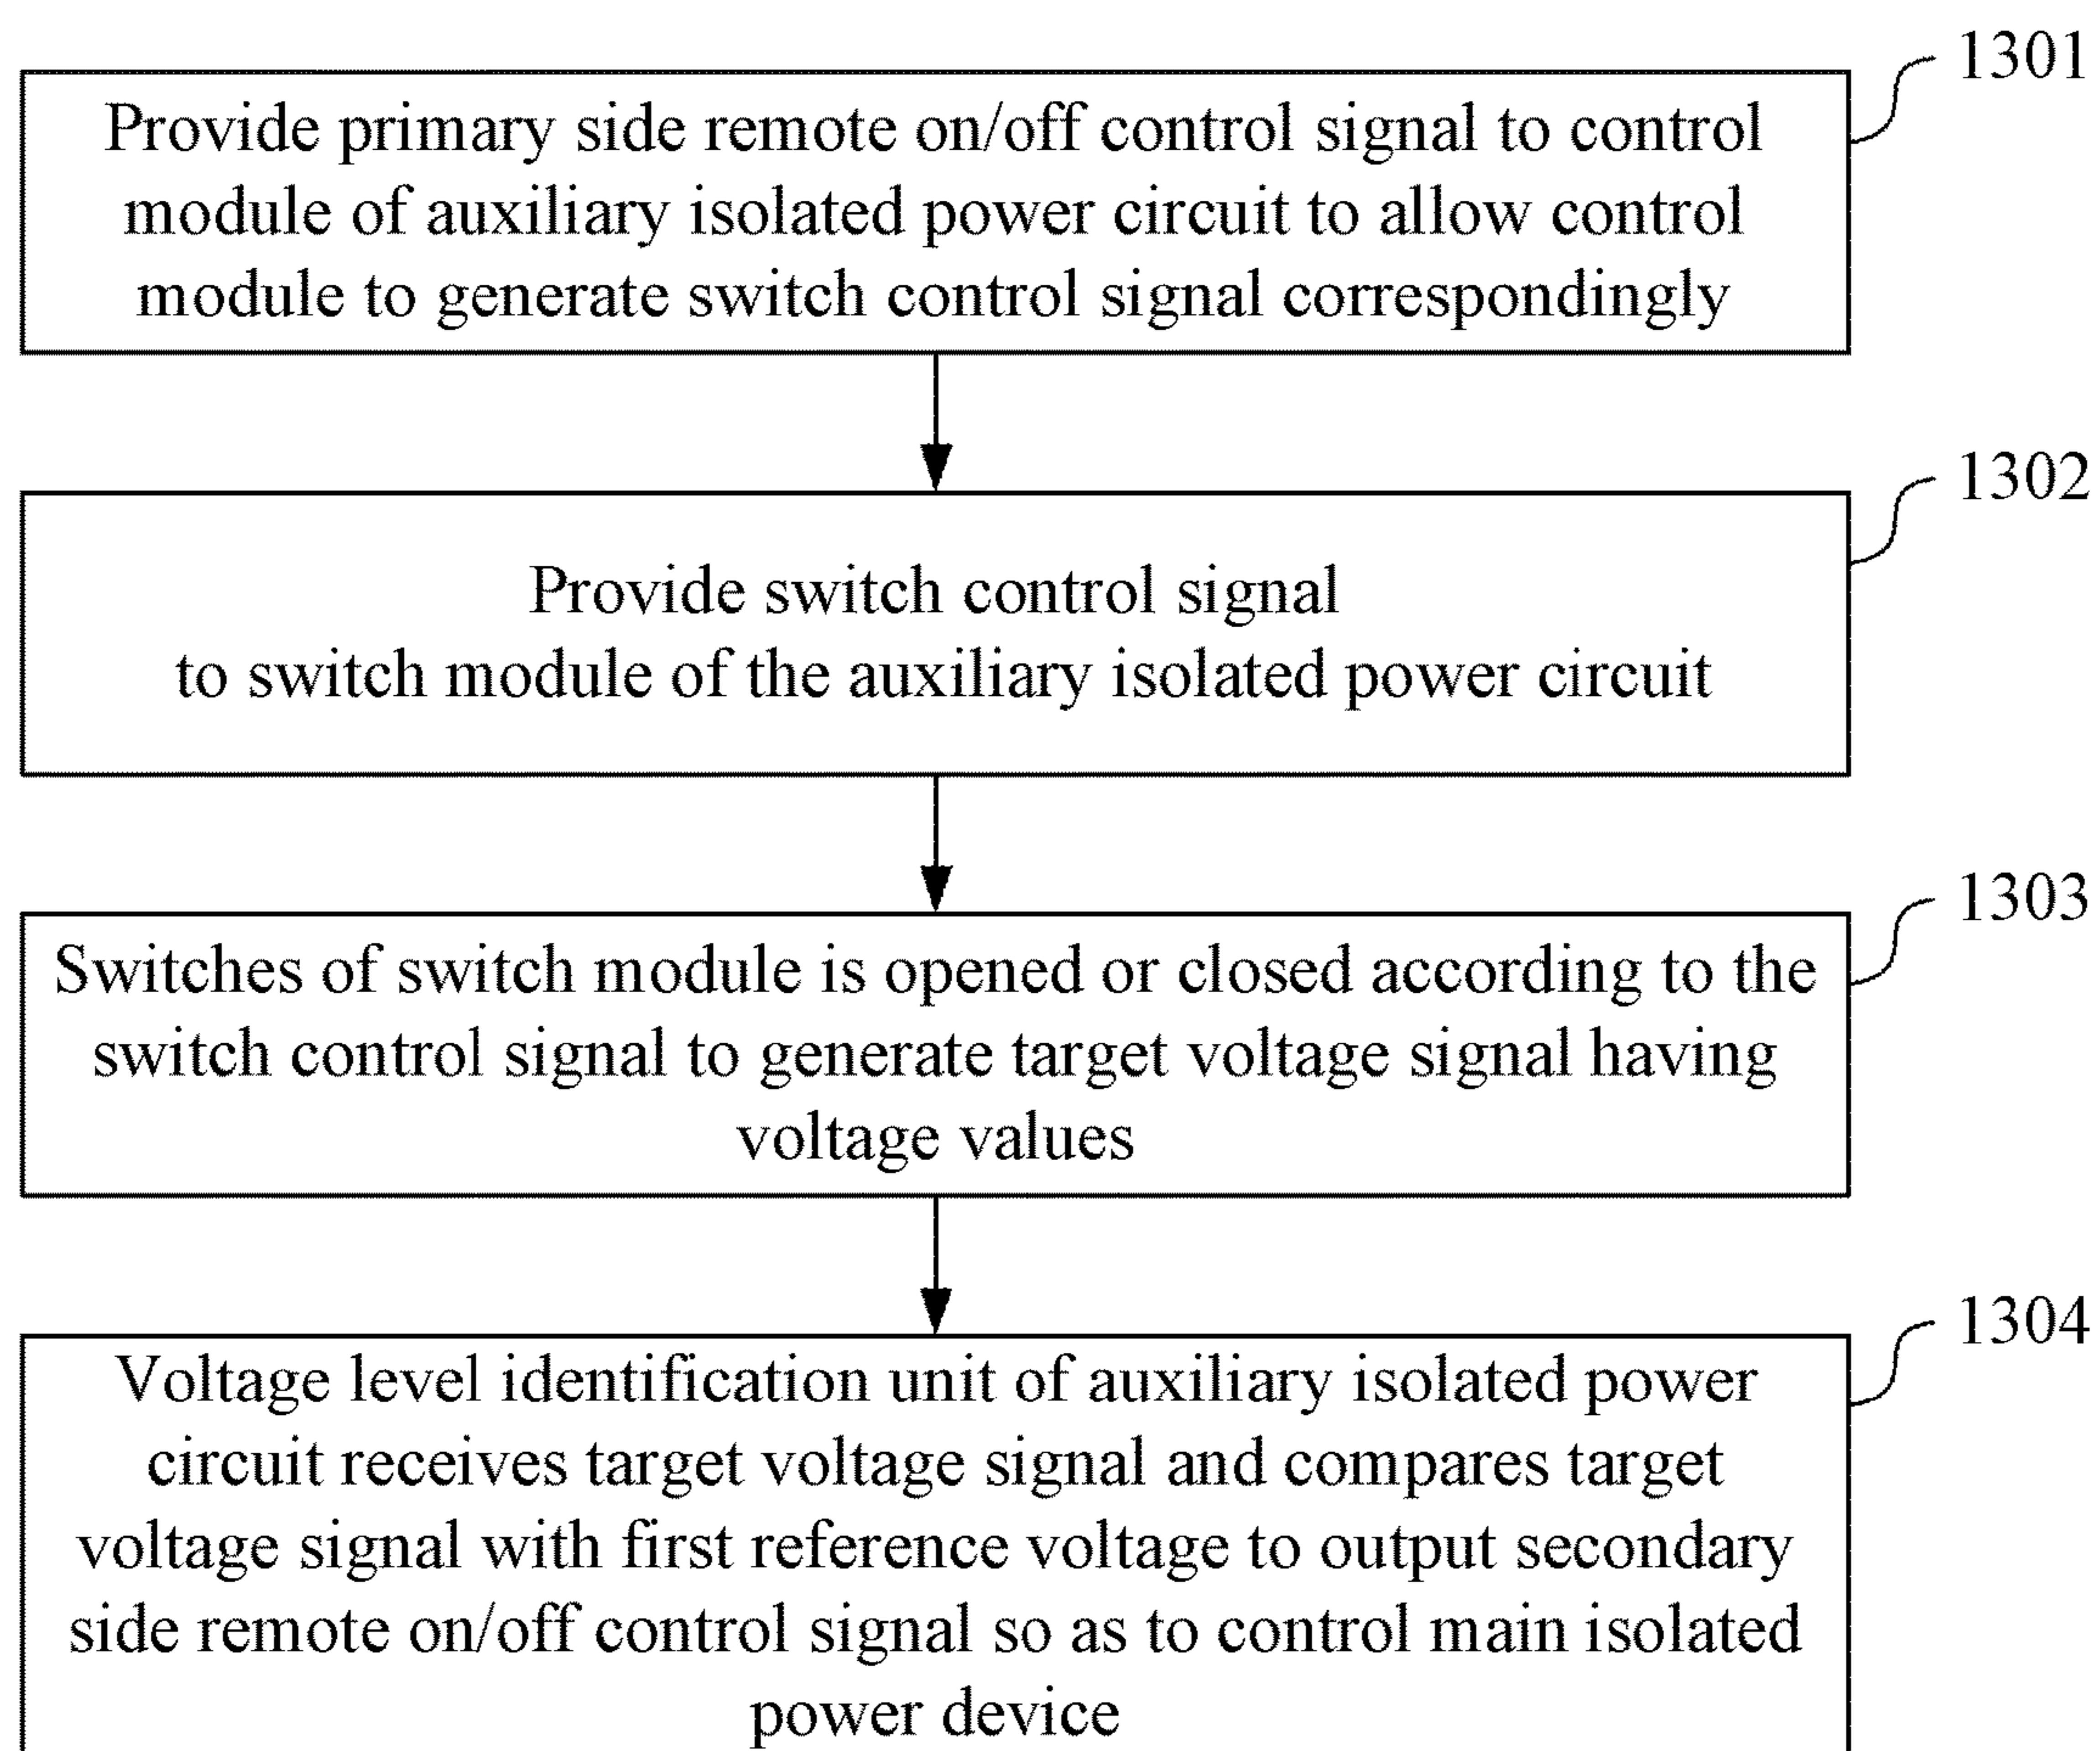 1301
Provide primary side remote on/off control signal to control
module of auxiliary isolated power circuit to allow control
module to generate switch control signal correspondingly
1302
Provide switch control signal
to switch module of the auxiliary isolated power circuit
1303
Switches of switch module is opened or closed according to the
switch control signal to generate target voltage signal having
voltage values
1304
Voltage level identification unit of auxiliary isolated power
circuit receives target voltage signal and compares target
voltage signal with first reference voltage to output secondary
side remote on/off control signal so as to control main isolated
power device